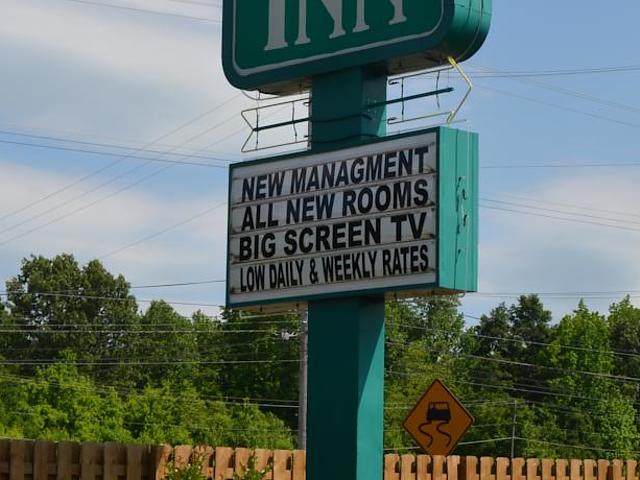 INN
NEW MANAGMENT
ALL NEW ROOMS
BIG SCREEN TV
LOW DAILY & WEEKLY RATES